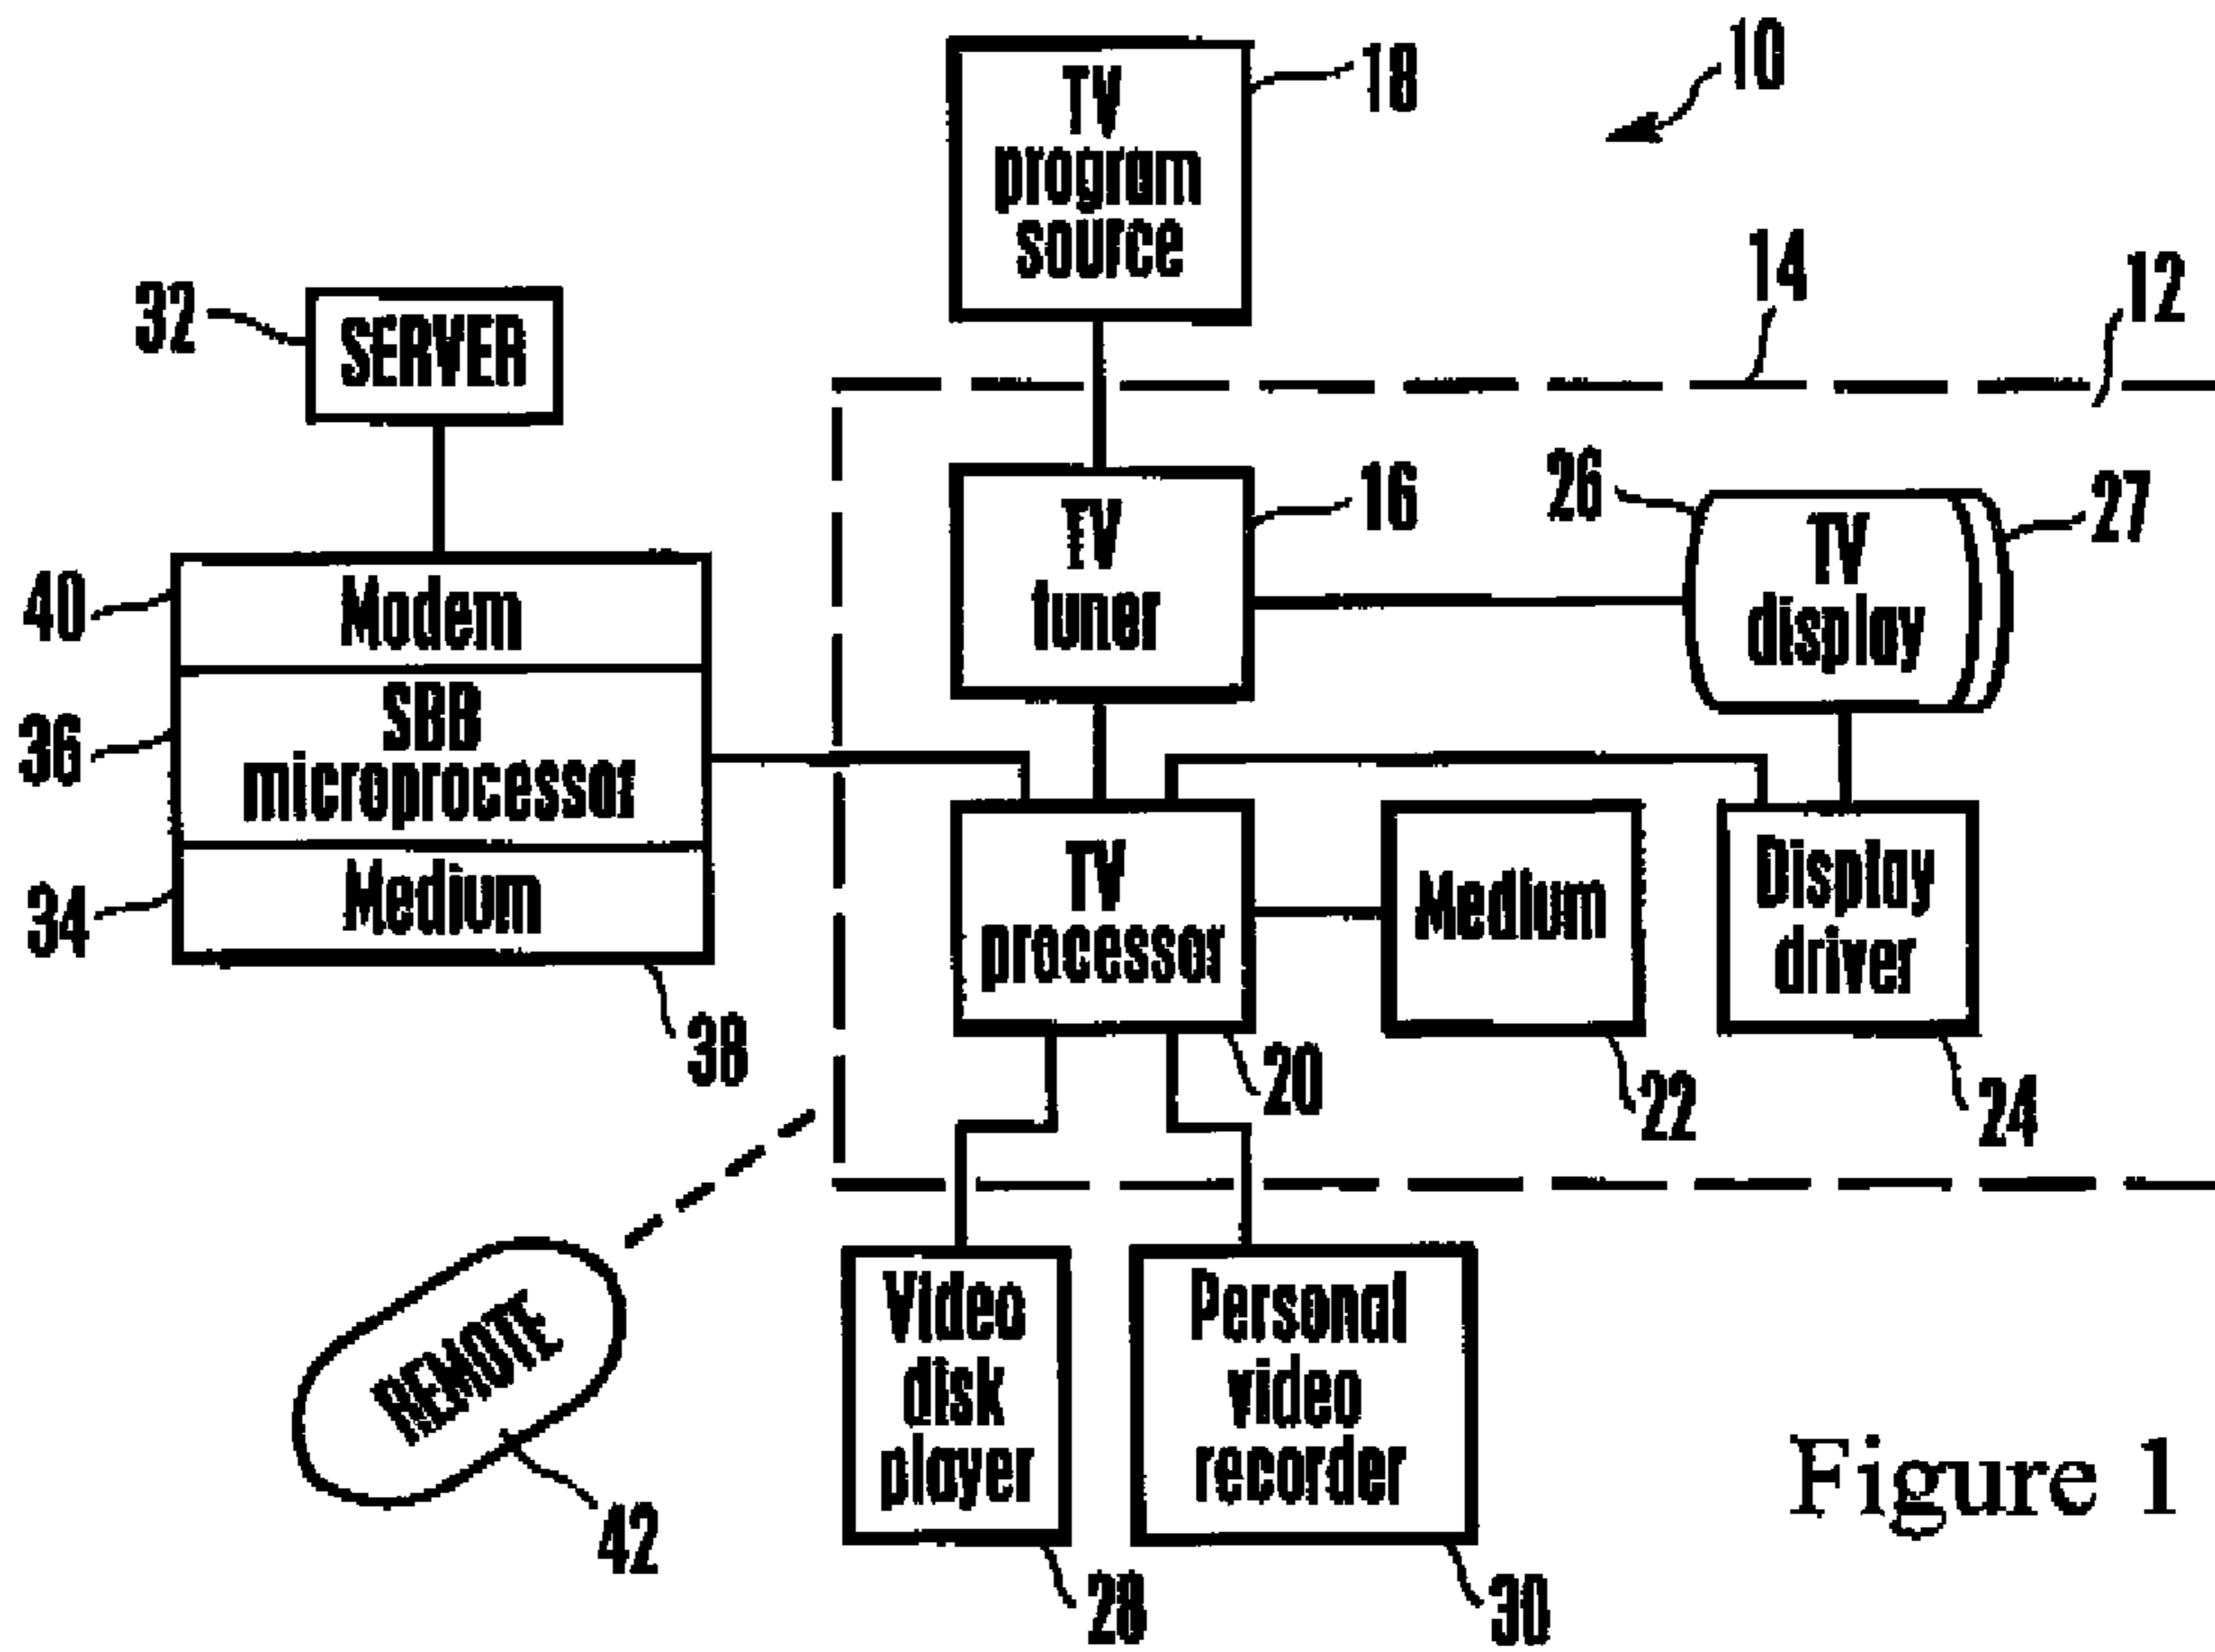 10
TV
program
source
18
14
12
32
SERVER
TV
tuner
16
26
TV
display
27
40
Modem
36
SBB
microprocessor
34
Medium
38
TV
processor
20
Medium
22
Display
driver
24
REMOTE
42
Video
disk
player
28
Personal
video
recorder
30
Figure 1